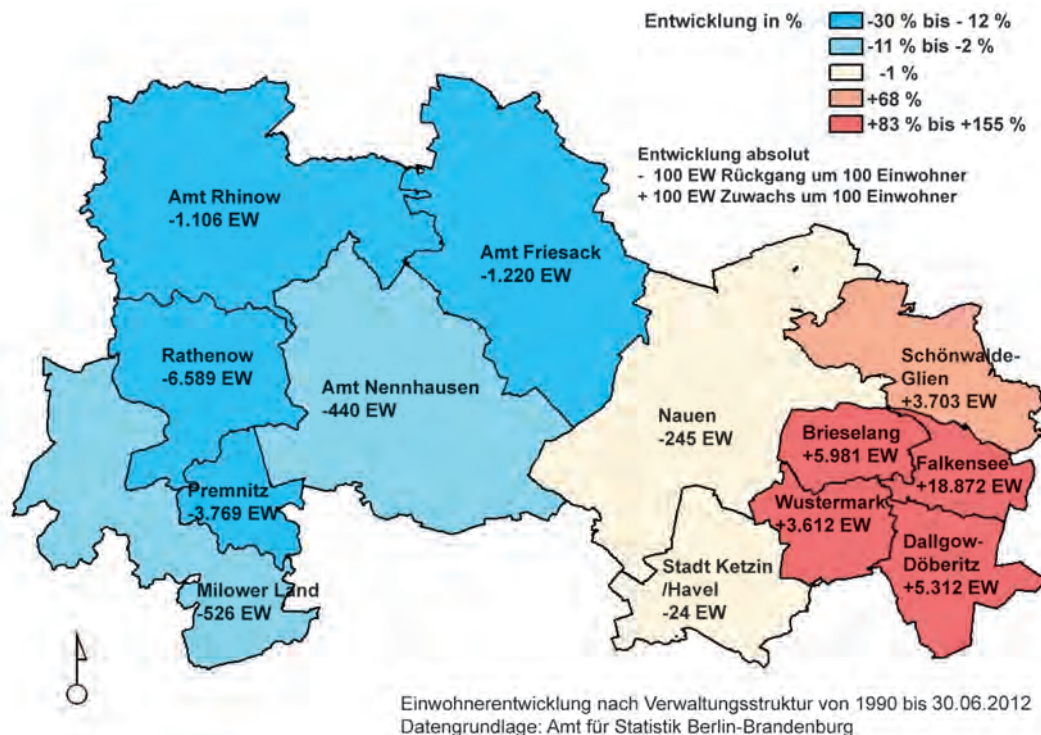 Entwicklung in %
-30 % bis - 12 %
-11 % bis -2 %
-1 %
+68 %
+83 % bis +155 %
Entwicklung absolut
- 100 EW Rückgang um 100 Einwohner
+ 100 EW Zuwachs um 100 Einwohner
Amt Rhinow
-1.106 EW
Amt Friesack
-1.220 EW
Rathenow
-6.589 EW
Amt Nennhausen
-440 EW
Schönwalde-
Glien
+3.703 EW
Nauen
-245 EW
Brieselang
+5.981 EW
Falkensee
+18.872 EW
Premnitz
-3.769 EW
Wustermark
+3.612 EW
Dallgow-
Döberitz
+5.312 EW
Stadt Ketzin
/Havel
-24 EW
Milower Land
-526 EW
Einwohnerentwicklung nach Verwaltungsstruktur von 1990 bis 30.06.2012
Datengrundlage: Amt für Statistik Berlin-Brandenburg